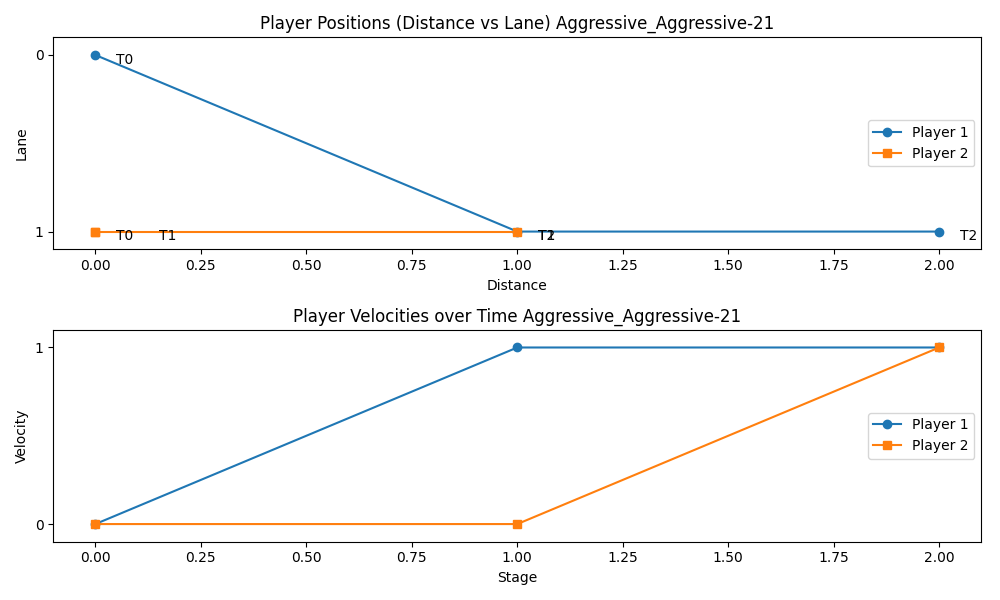 Player Positions (Distance vs Lane) Aggressive_Aggressive-21
0
T0
Lane
Player 1
Player 2
1
T0
T1
T2
0.00
0.25
0.50
0.75
1.00
1.25
1.50
1.75
2.00
Distance
Player Velocities over Time Aggressive_Aggressive-21
1
Velocity
Player 1
Player 2
0
0.00
0.25
0.50
0.75
1.00
1.25
1.50
1.75
2.00
Stage